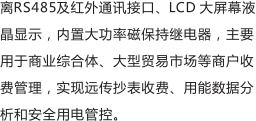 离RS485及红外通讯接口、LCD 大屏幕液
晶显示，内置大功率磁保持继电器，主要
用于商业综合体、大型贸易市场等商户收
费管理，实现远传抄表收费、用能数据分
析和安全用电管控。